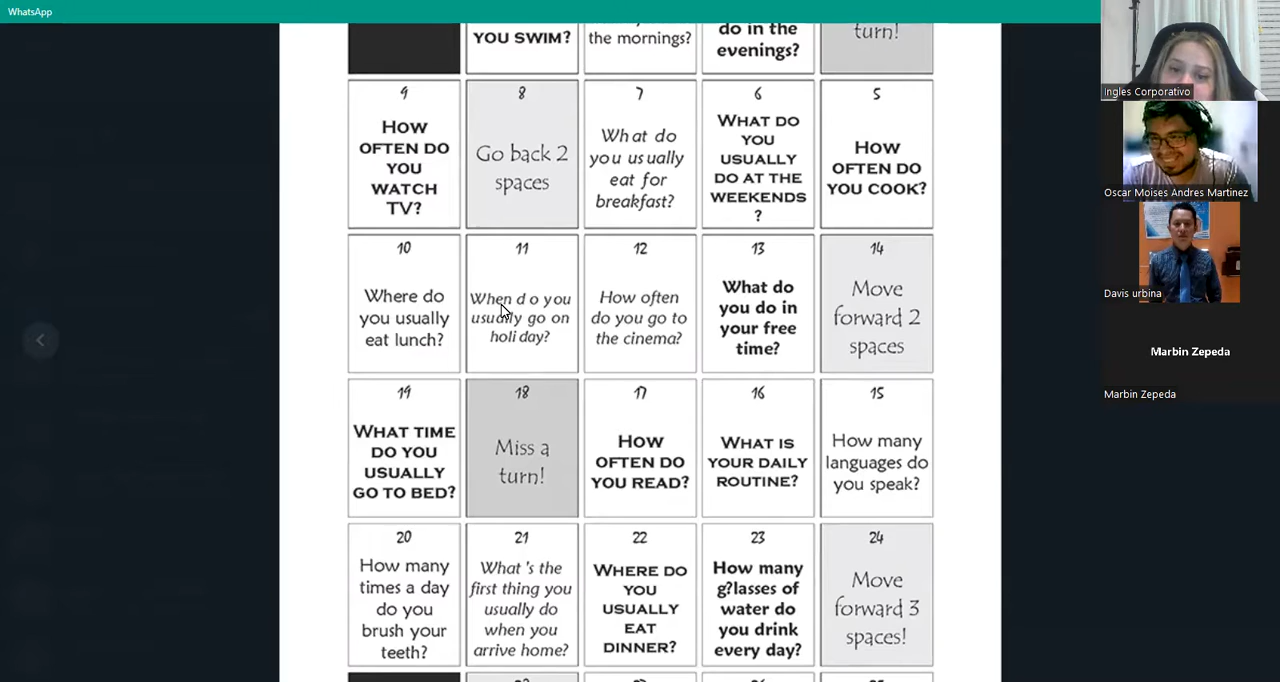 WhatsApp
YOU SWIM?
the mornings?
do in the
evenings?
turn!
9
HOW
OFTEN DO
YOU
WATCH
TV?
8
Go back 2
spaces
7
What do
you usually
eat for
breakfast?
6
WHAT DO
YOU
USUALLY
DO AT THE
WEEKENDS
?
5
HOW
OFTEN DO
YOU COOK?
10
Where do
you usually
eat lunch?
11
When do you
usually go on
holiday?
12
How often
do you go to
the cinema?
13
What do
you do in
your free
time?
14
Move
forward 2
spaces
19
WHAT TIME
DO YOU
USUALLY
GO TO BED?
18
Miss a
turn!
17
HOW
OFTEN DO
YOU READ?
16
WHAT IS
YOUR DAILY
ROUTINE?
15
How many
languages do
you speak?
20
How many
times a day
do you
brush your
teeth?
21
What 's the
first thing you
usually do
when you
arrive home?
22
WHERE DO
YOU
USUALLY
EAT
DINNER?
23
How many
g?lasses of
water do
you drink
every day?
24
Move
forward 3
spaces!
Ingles Corporativo
Oscar Moises Andres Martinez
Davis urbina
Marbin Zepeda
Marbin Zepeda